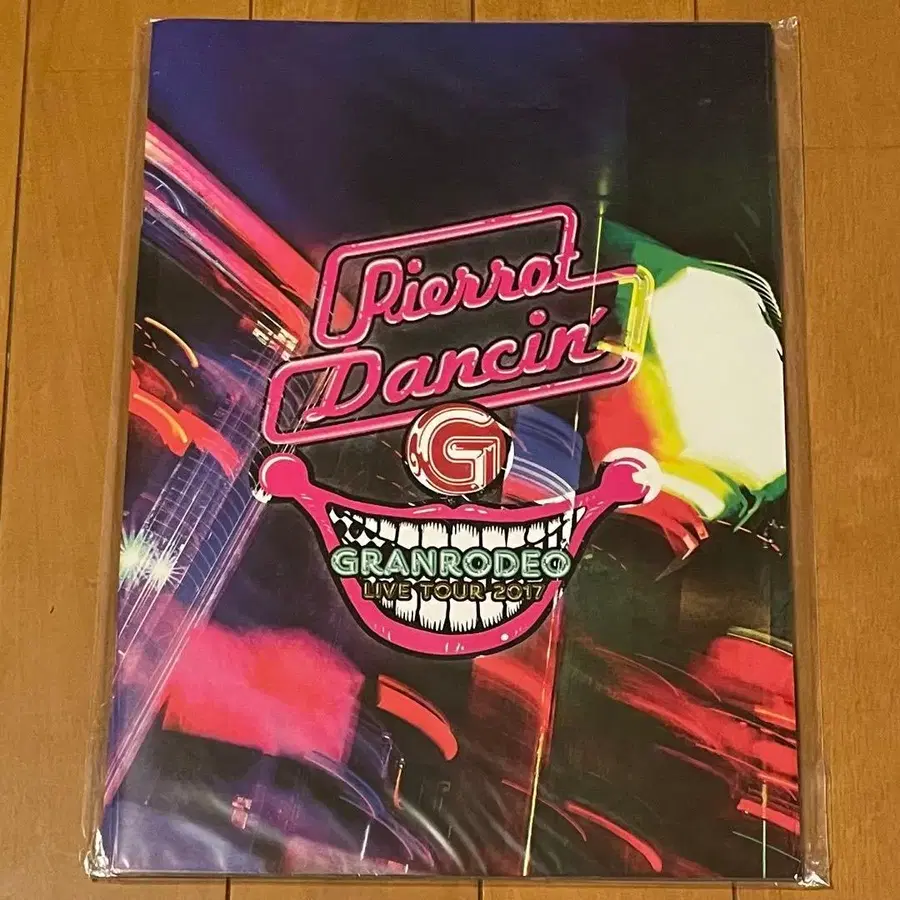 Pierrot
Dancin'
G
GRANRODEO
LIVE TOUR 2017